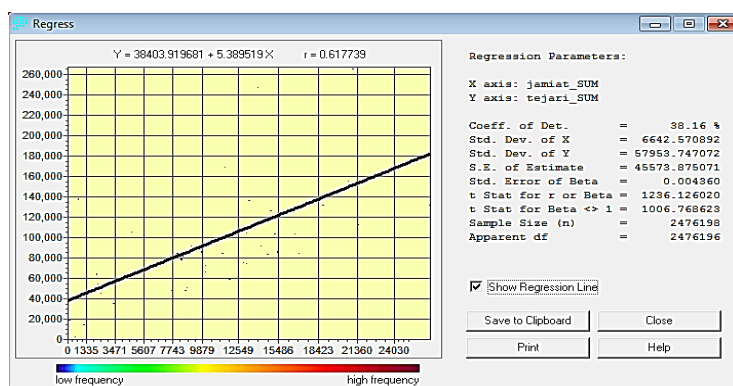 Regress
Y = 38403.919681 + 5.389519 X r = 0.617739
260,000
240,000
220,000
200,000
180,000
160,000
140,000
120,000
100,000
80,000
60,000
40,000
20,000
0
0 1335 3471 5607 7743 9879 12549 15486 18423 21360 24030
low frequency high frequency
Regression Parameters:
X axis: jamiat_SUM
Y axis: tejari_SUM
Coeff. of Det. = 38.16 %
Std. Dev. of X = 6642.570892
Std. Dev. of Y = 57953.747072
S.E. of Estimate = 45573.875071
Std. Error of Beta = 0.004360
t Stat for r or Beta = 1236.126020
t Stat for Beta <> 1 = 1006.768623
Sample Size (n) = 2476198
Apparent df = 2476196
Show Regression Line
Save to Clipboard Close
Print Help